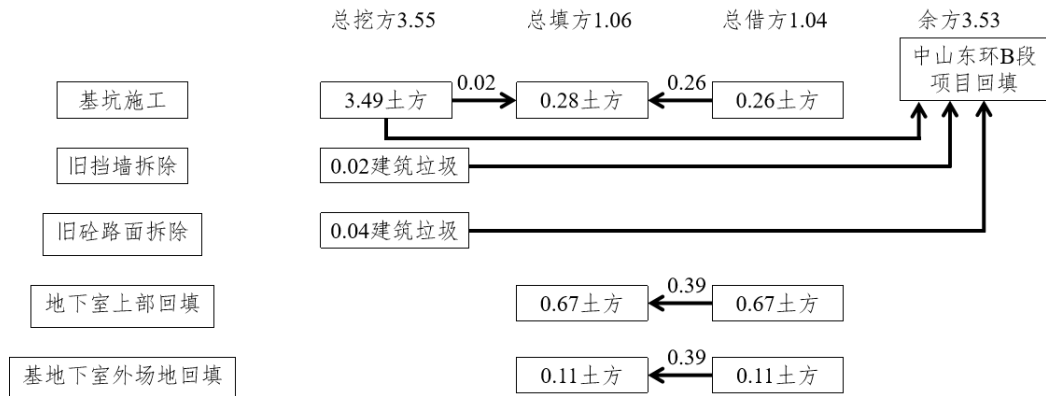 总挖方3.55 总填方1.06 总借方1.04 余方3.53
中山东环B段
项目回填
基坑施工 3.49土方 0.02 0.28土方 0.26 0.26土方
旧挡墙拆除 0.02建筑垃圾
旧砼路面拆除 0.04建筑垃圾
地下室上部回填 0.67土方 0.39 0.67土方
基地下室外场地回填 0.11土方 0.39 0.11土方